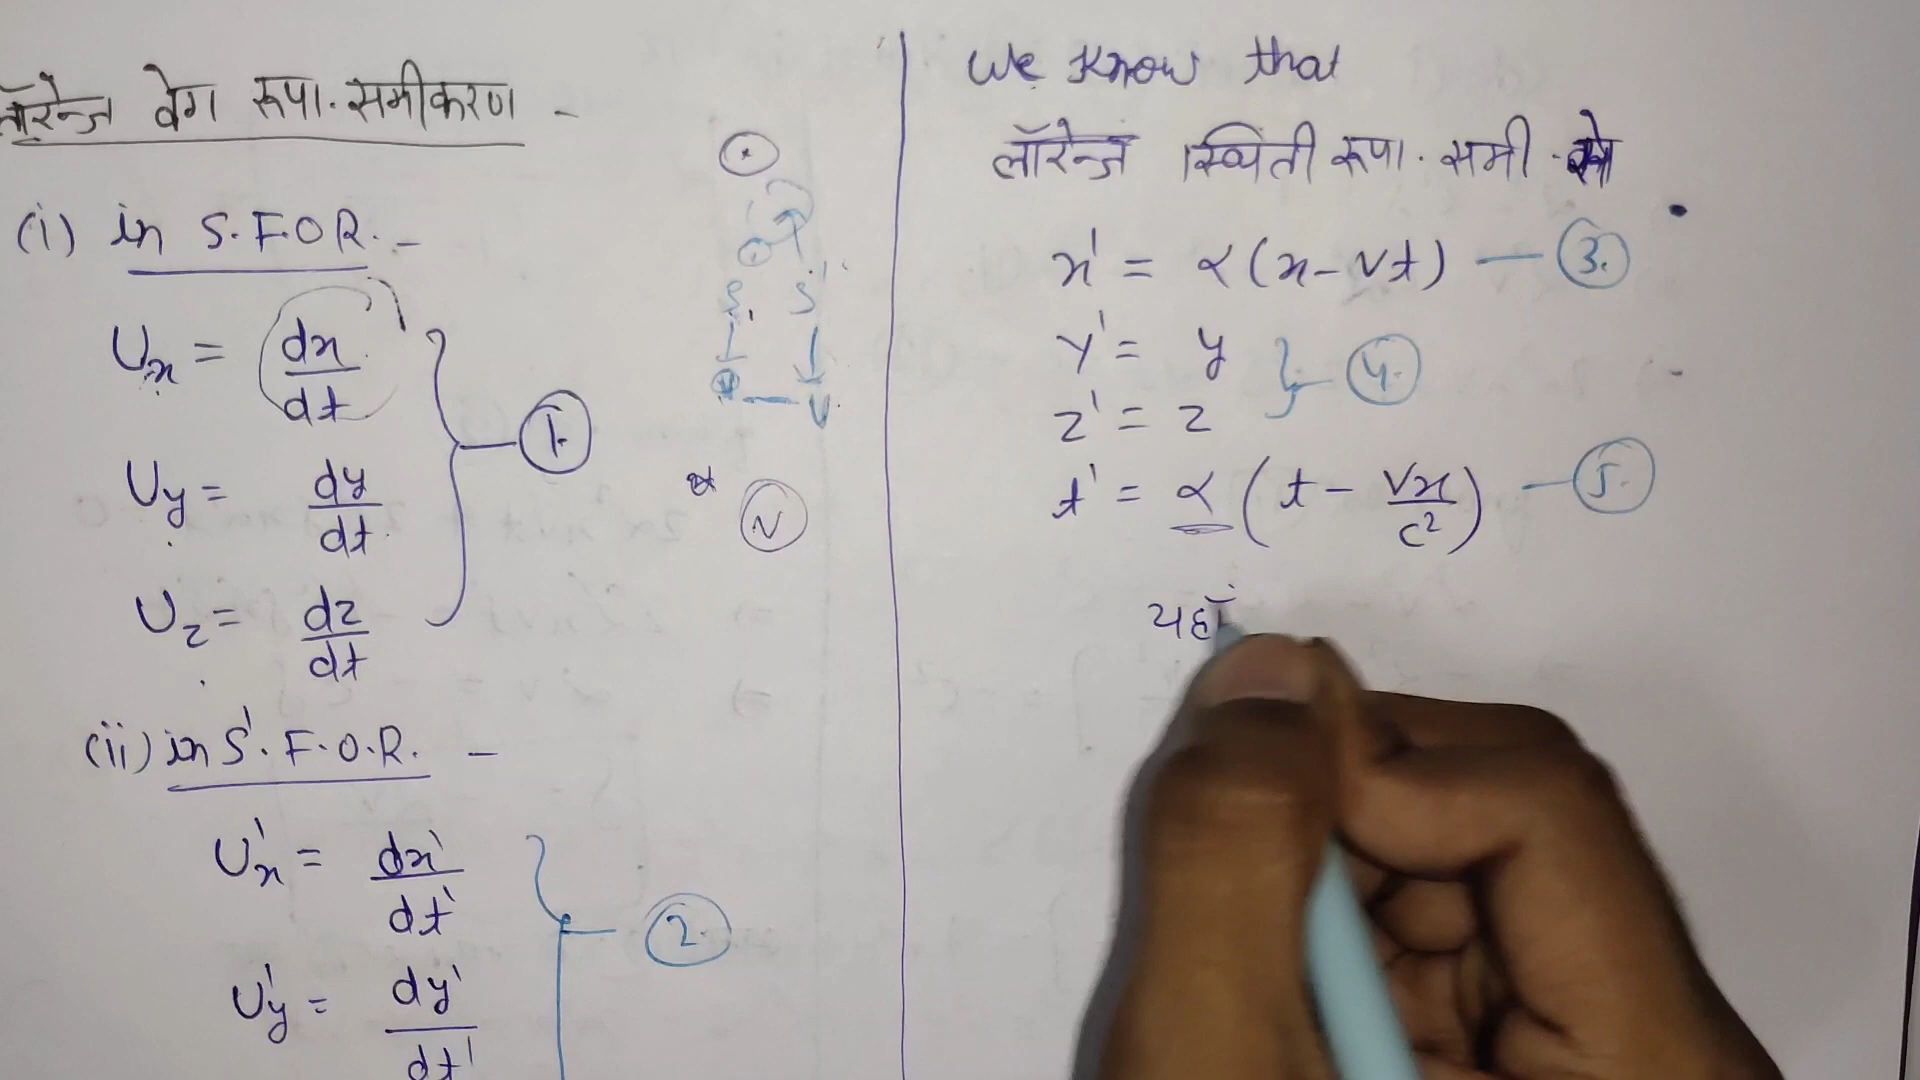 लॉरेन्ज वेग रूपा. समीकरण -
(i) in S.F.O.R. -
Ux = dx/dt
Uy = dy/dt
Uz = dz/dt
1.
(ii) in S'. F.O.R. -
U'x = dx'/dt'
U'y = dy'/dt'
2.
S S'
V
v
We Know that
लॉरेन्ज स्थिती रूपा. समी. से
x' = α(x - vt) — 3.
y' = y
z' = z
4.
t' = α(t - vx/c²) — 5.
यहाँ